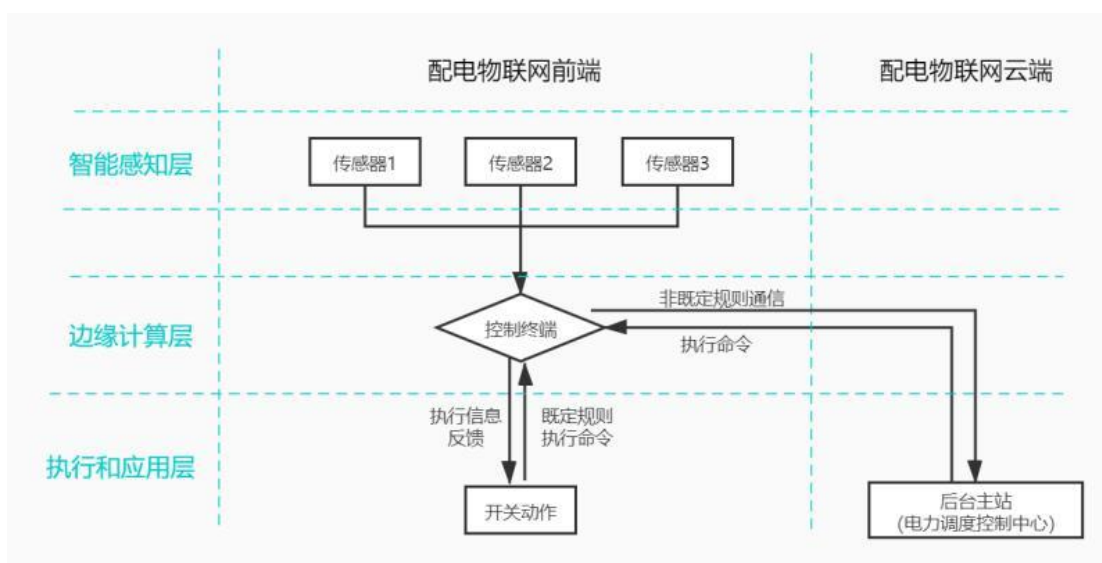 配电物联网前端
配电物联网云端
智能感知层
传感器1
传感器2
传感器3
边缘计算层
控制终端
非既定规则通信
执行命令
执行和应用层
执行信息
反馈
既定规则
执行命令
开关动作
后台主站
(电力调度控制中心)